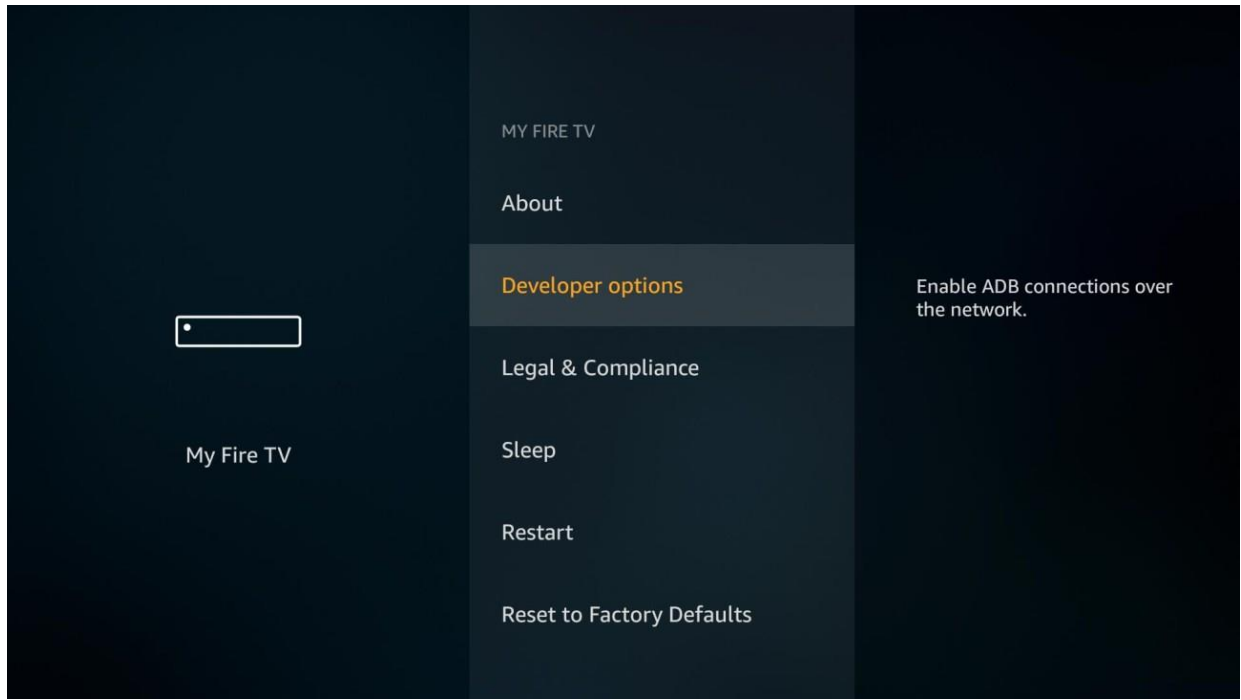 MY FIRE TV
About
Developer options
Legal & Compliance
Sleep
Restart
Reset to Factory Defaults
My Fire TV
Enable ADB connections over
the network.